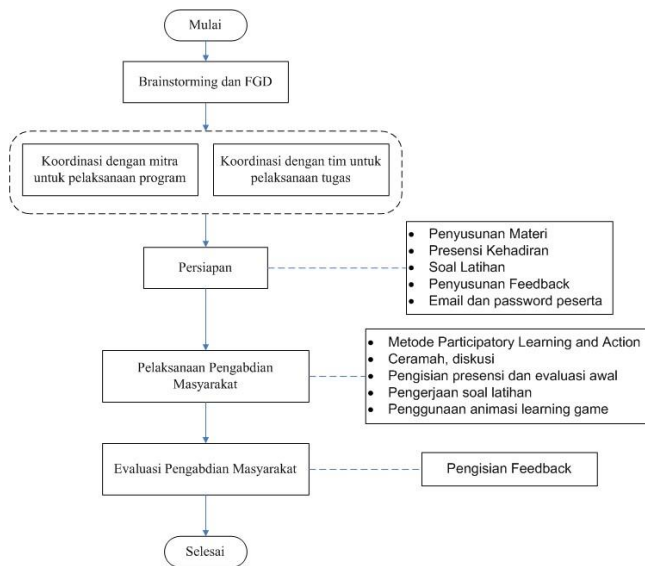 Mulai
Brainstorming dan FGD
Koordinasi dengan mitra
untuk pelaksanaan program
Koordinasi dengan tim untuk
pelaksanaan tugas
Persiapan
• Penyusunan Materi
• Presensi Kehadiran
• Soal Latihan
• Penyusunan Feedback
• Email dan password peserta
Pelaksanaan Pengabdian
Masyarakat
• Metode Participatory Learning and Action
• Ceramah, diskusi
• Pengisian presensi dan evaluasi awal
• Pengerjaan soal latihan
• Penggunaan animasi learning game
Evaluasi Pengabdian Masyarakat
Pengisian Feedback
Selesai